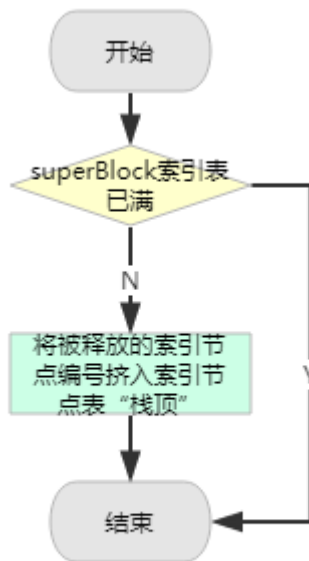 开始
superBlock索引表
已满
N
将被释放的索引节
点编号挤入索引节
点表“栈顶”
结束